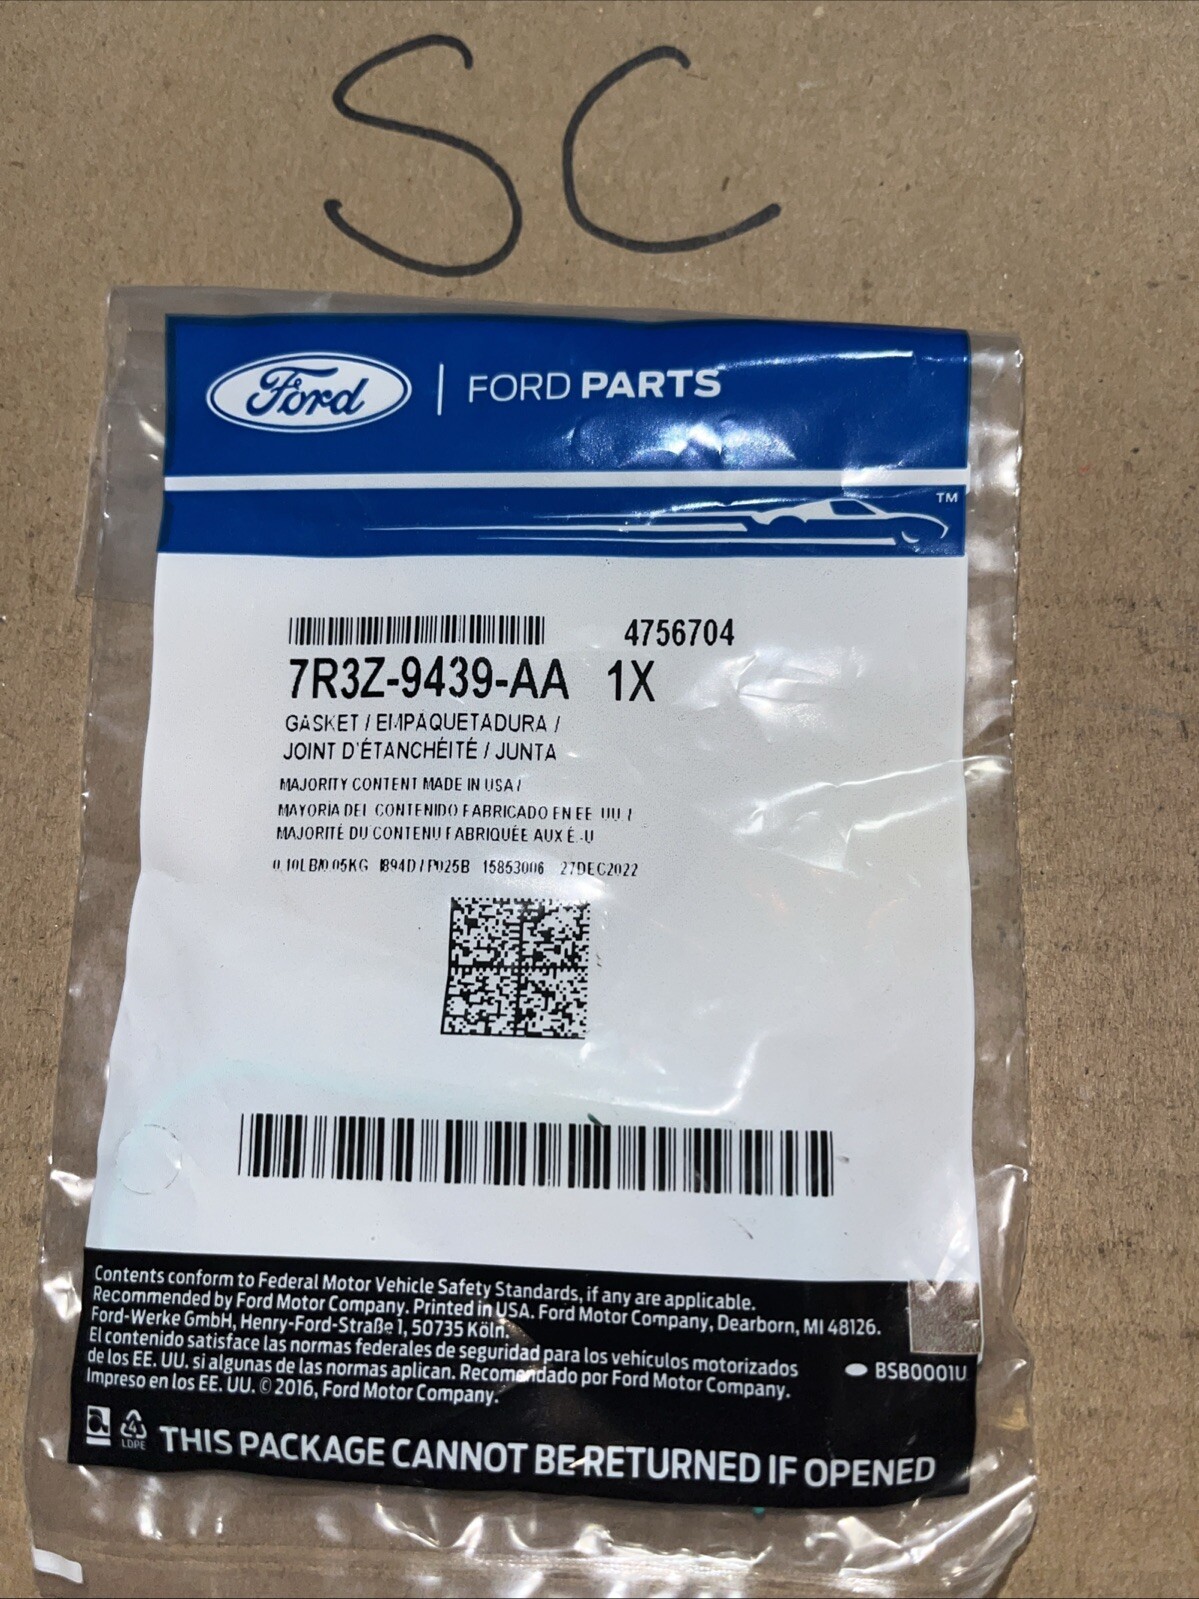 SC
Ford | FORD PARTS
TM
4756704
7R3Z-9439-AA 1X
GASKET / EMPAQUETADURA /
JOINT D'ÉTANCHÉITÉ / JUNTA
MAJORITY CONTENT MADE IN USA /
MAYORÍA DEL CONTENIDO FABRICADO EN EE UU /
MAJORITÉ DU CONTENU FABRIQUÉE AUX É.-U
0.10LB/0.05KG 15853006 27DEC2022
Contents conform to Federal Motor Vehicle Safety Standards, if any are applicable.
Recommended by Ford Motor Company. Printed in USA. Ford Motor Company, Dearborn, MI 48126.
Ford-Werke GmbH, Henry-Ford-Straße 1, 50735 Köln.
El contenido satisface las normas federales de seguridad para los vehículos motorizados
de los EE. UU. si algunas de las normas aplican. Recomendado por Ford Motor Company.
Impreso en los EE. UU. © 2016, Ford Motor Company.
BSB0001U
4
LDPE
THIS PACKAGE CANNOT BE RETURNED IF OPENED